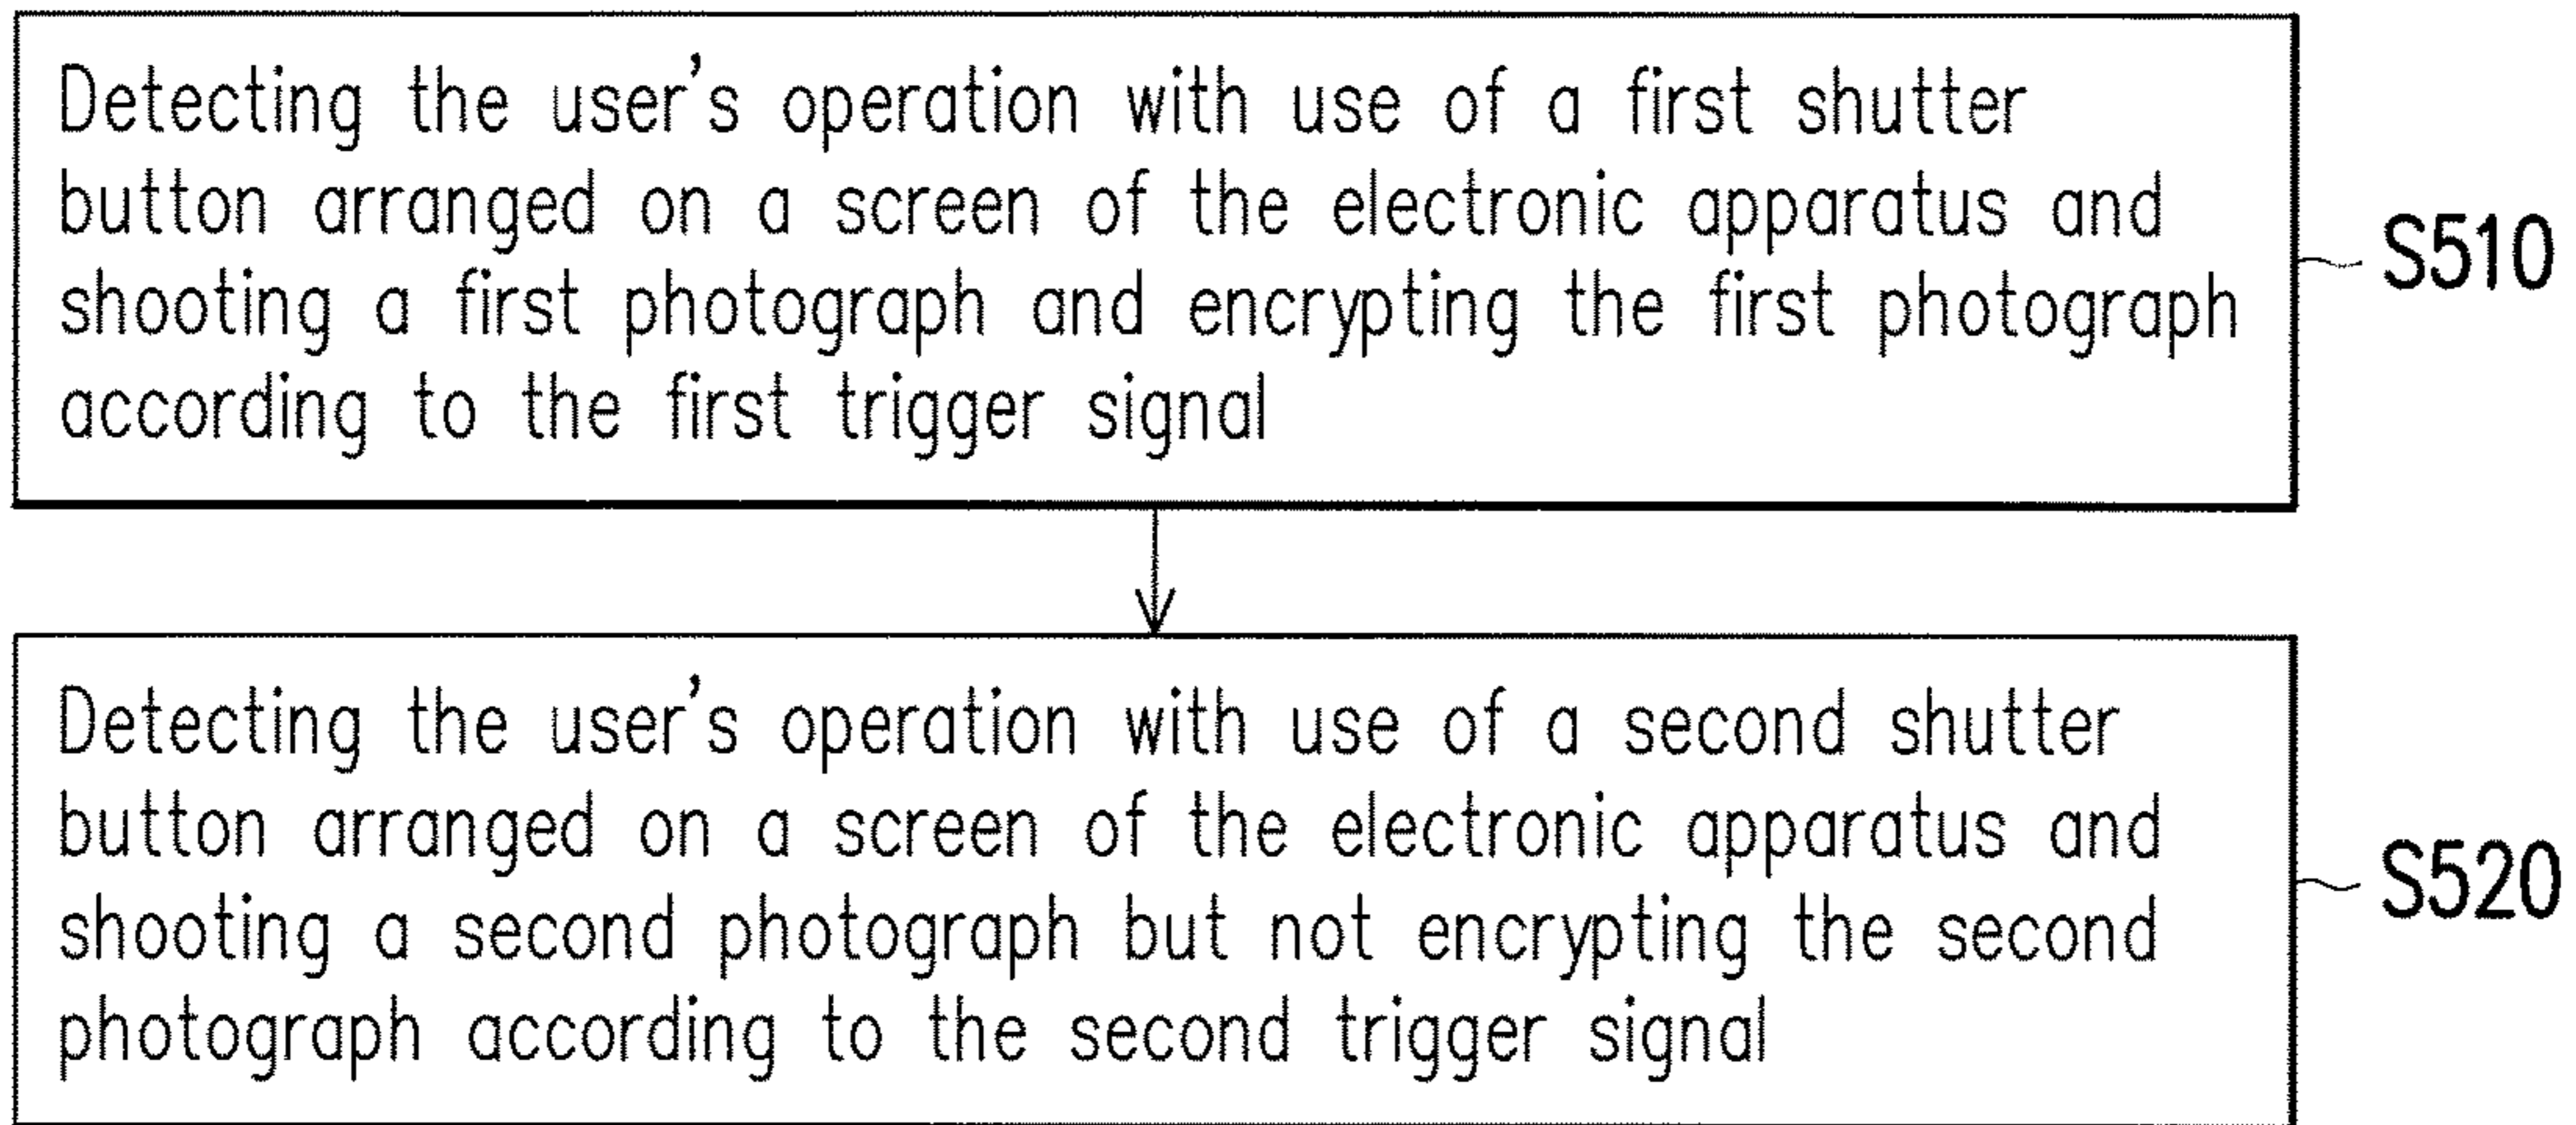 Detecting the user's operation with use of a first shutter
button arranged on a screen of the electronic apparatus and
shooting a first photograph and encrypting the first photograph
according to the first trigger signal
S510
Detecting the user's operation with use of a second shutter
button arranged on a screen of the electronic apparatus and
shooting a second photograph but not encrypting the second
photograph according to the second trigger signal
S520